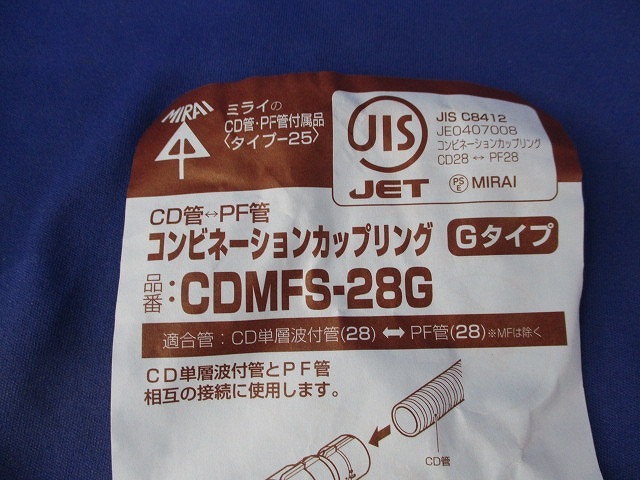 MIRAI
ミライの
CD管・PF管付属品
〈タイプ-25〉
JIS
JET
JIS C8412
JE0407008
コンビネーションカップリング
CD28 ↔ PF28
PS
E
MIRAI
CD管↔PF管
コンビネーションカップリング Gタイプ
品番：CDMFS-28G
適合管：CD単層波付管(28) ↔ PF管(28)※MFは除く
CD単層波付管とPF管
相互の接続に使用します。
CD管